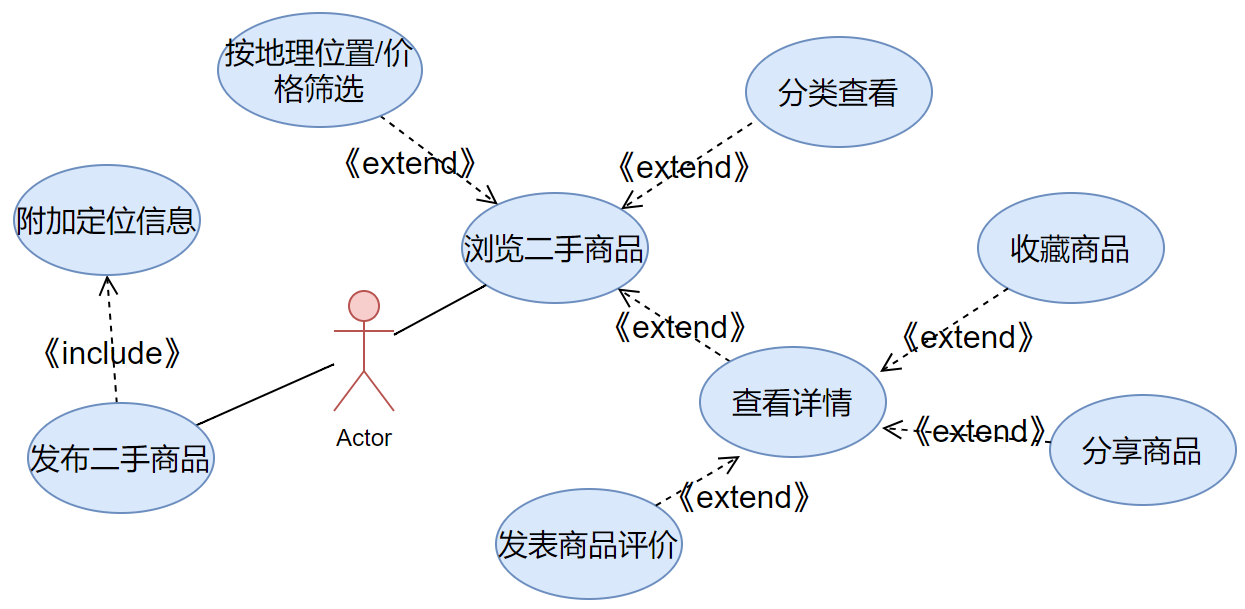 按地理位置/价
格筛选
分类查看
《extend》
《extend》
附加定位信息
浏览二手商品
收藏商品
《include》
《extend》
《extend》
查看详情
Actor
《extend》
分享商品
发布二手商品
《extend》
发表商品评价